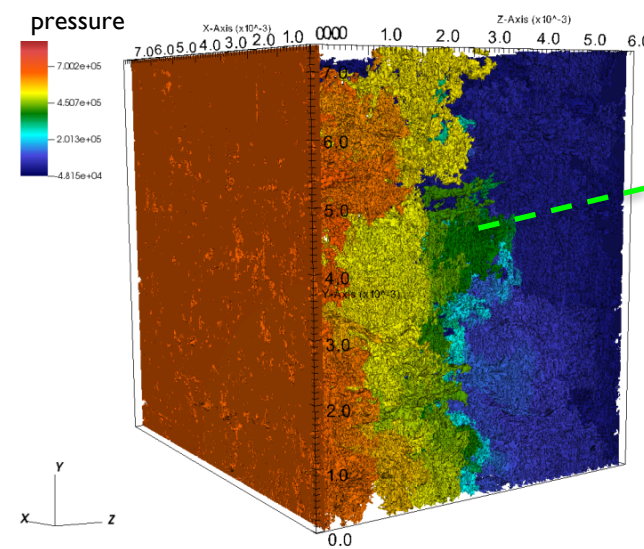 pressure
7.002e+05
4.507e+05
2.013e+05
-4.815e+04
X-Axis (x10^-3)
7.0 6.0 5.0 4.0 3.0 2.0 1.0
Z-Axis (x10^-3)
1.0 2.0 3.0 4.0 5.0 6.0
7.0
6.0
5.0
4.0
Y-Axis (x10^-3)
3.0
2.0
1.0
0.0
Y
X
Z